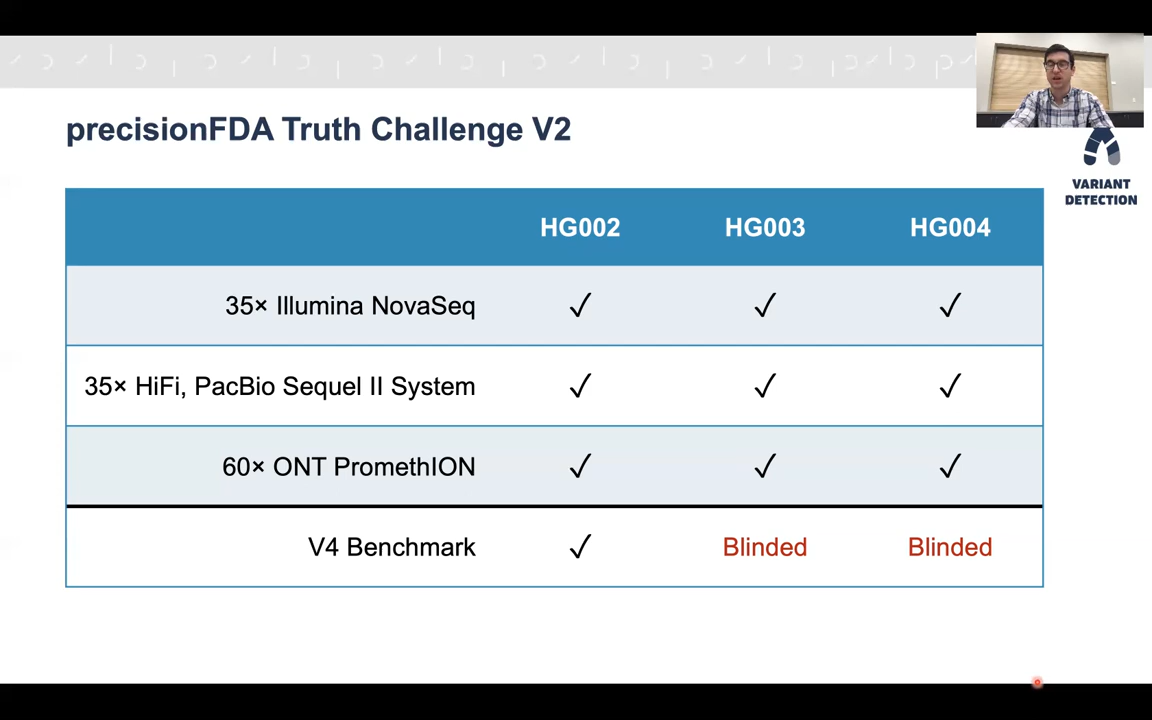 precisionFDA Truth Challenge V2
VARIANT
DETECTION
HG002 HG003 HG004
35× Illumina NovaSeq ✓ ✓ ✓
35× HiFi, PacBio Sequel II System ✓ ✓ ✓
60× ONT PromethION ✓ ✓ ✓
V4 Benchmark ✓ Blinded Blinded